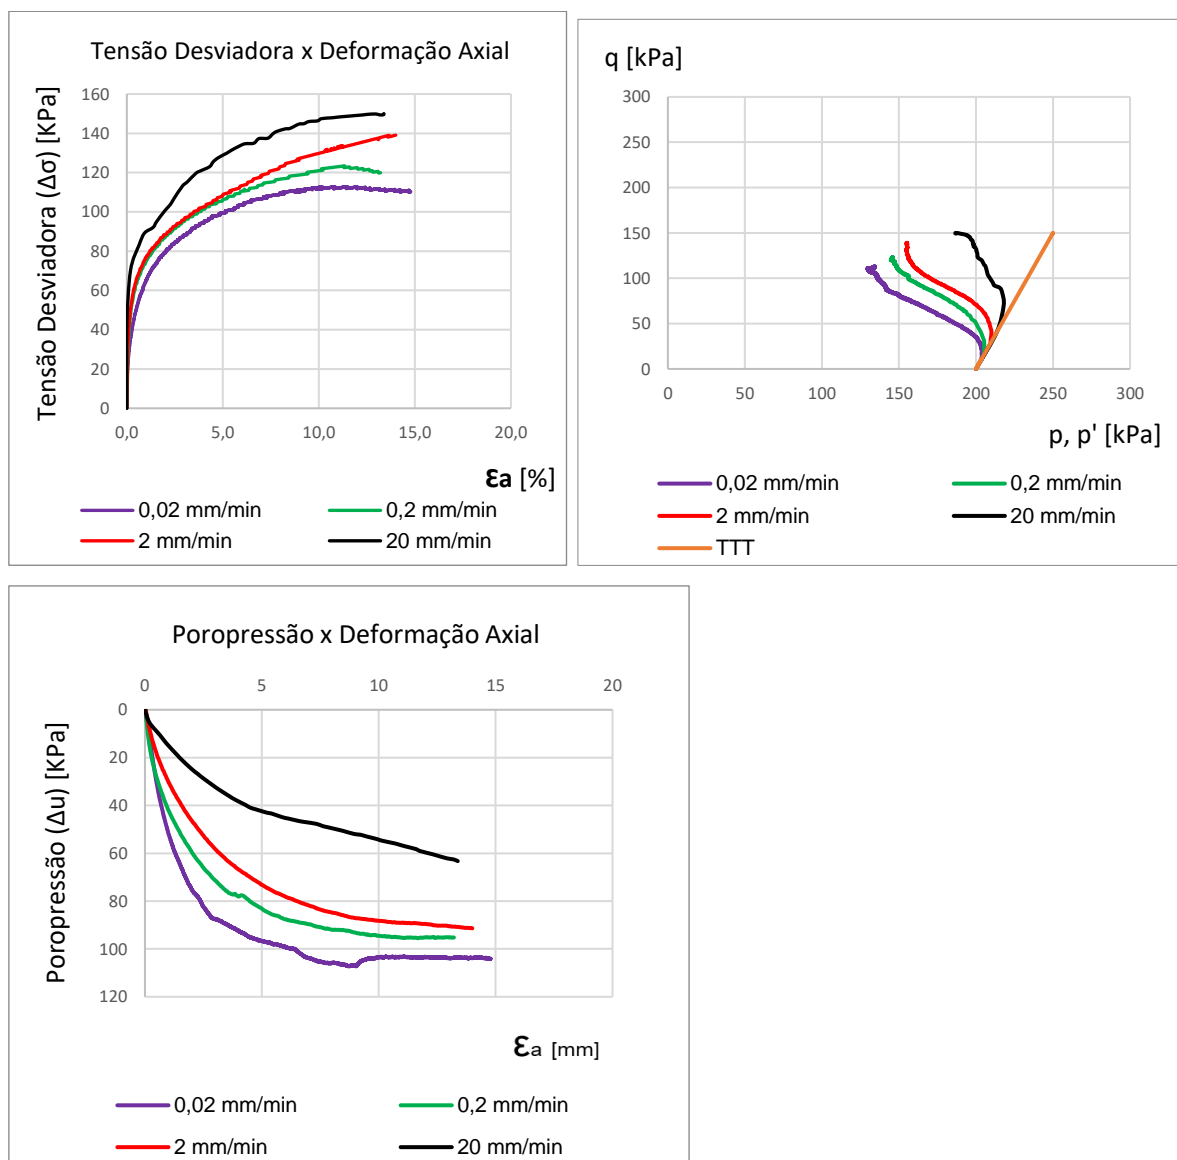 Tensão Desviadora x Deformação Axial
Tensão Desviadora (Δσ) [KPa]
160
140
120
100
80
60
40
20
0
0,0 5,0 10,0 15,0 20,0
Ɛa [%]
0,02 mm/min 0,2 mm/min
2 mm/min 20 mm/min
q [kPa]
300
250
200
150
100
50
0
0 50 100 150 200 250 300
p, p' [kPa]
0,02 mm/min 0,2 mm/min
2 mm/min 20 mm/min
TTT
Poropressão x Deformação Axial
0 5 10 15 20
Poropressão (Δu) [KPa]
0
20
40
60
80
100
120
Ɛa [mm]
0,02 mm/min 0,2 mm/min
2 mm/min 20 mm/min